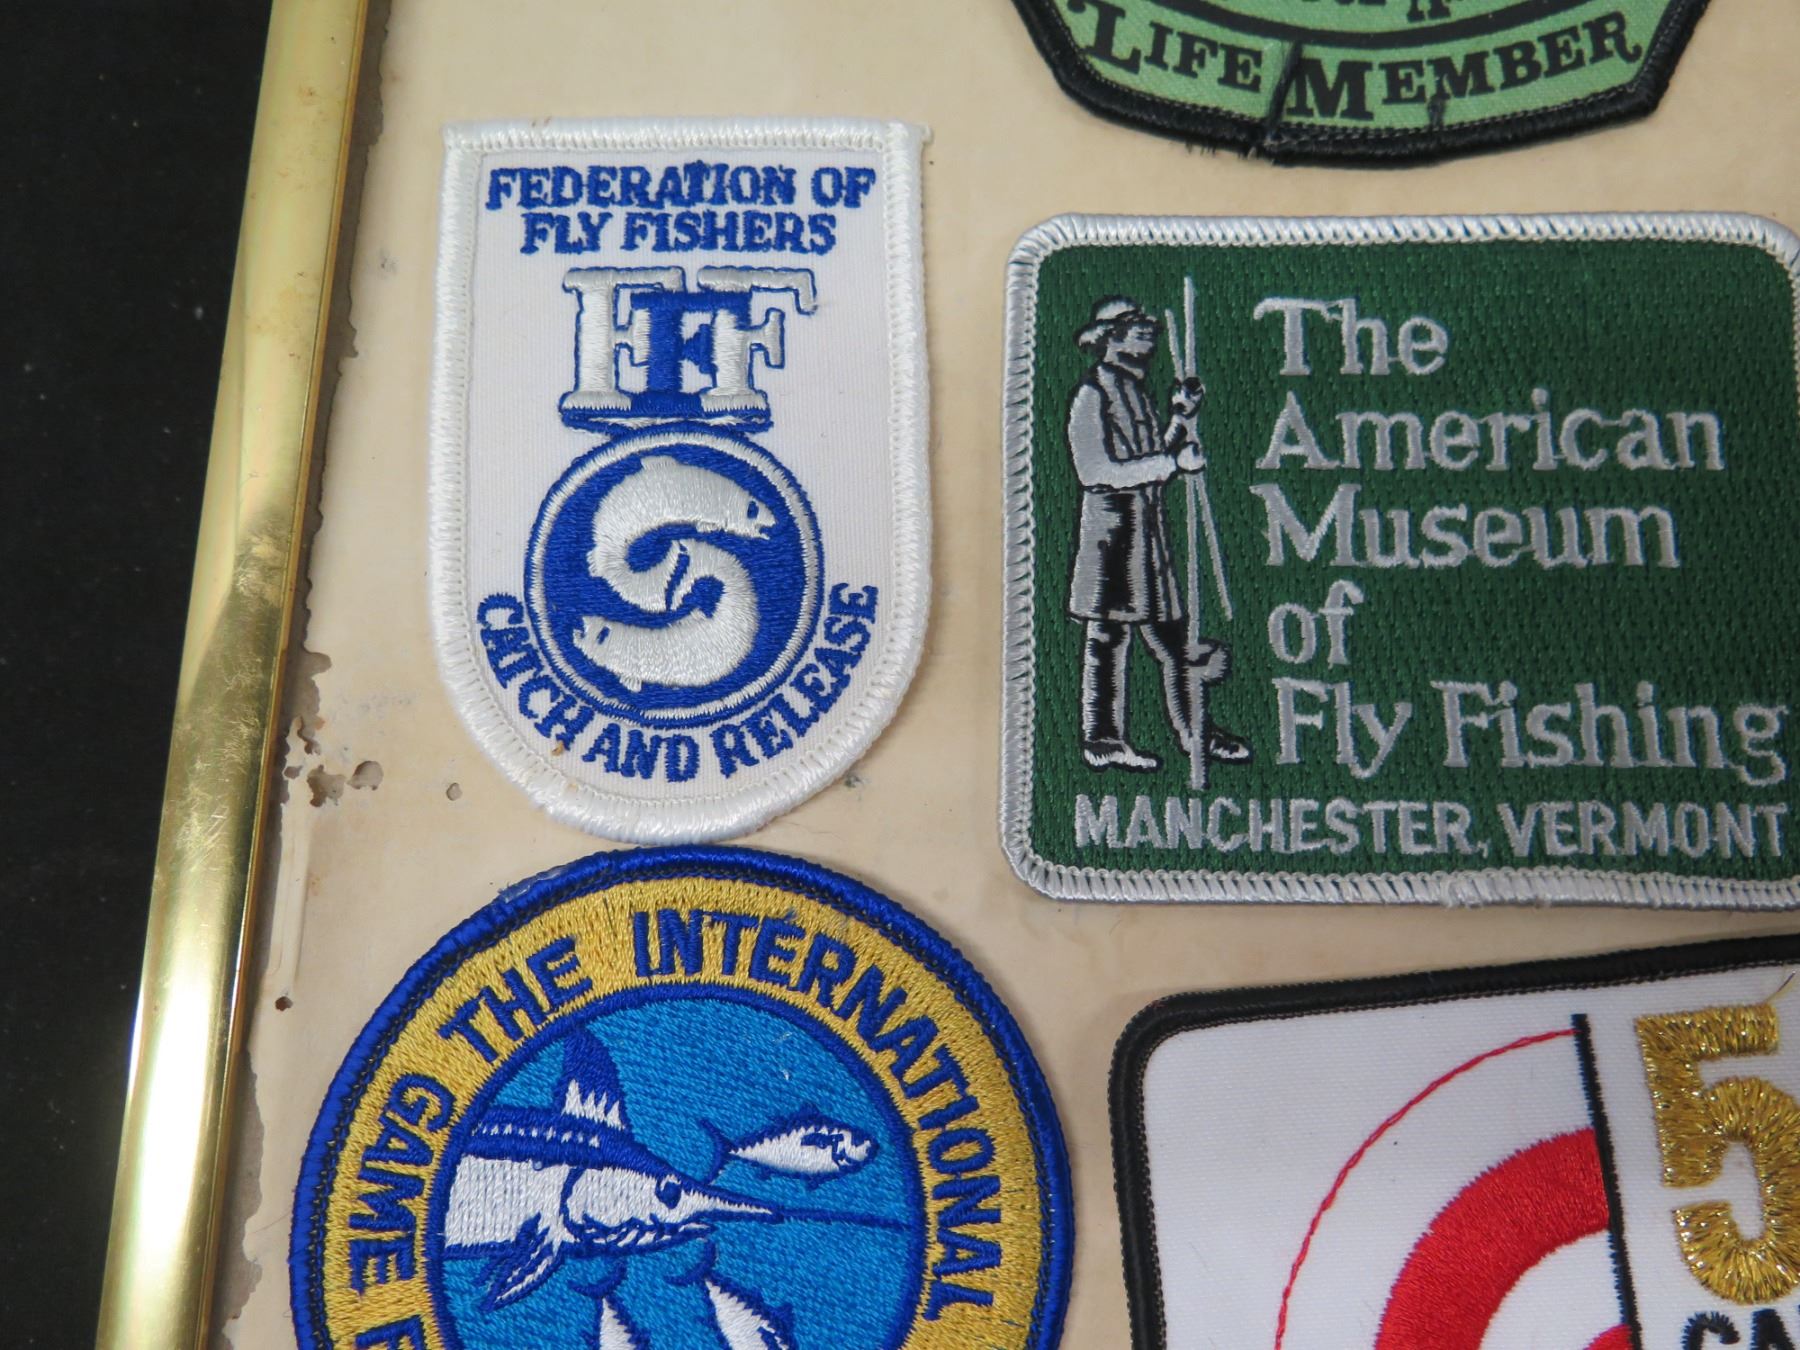 LIFE MEMBER
FEDERATION OF
FLY FISHERS
FFF
CATCH AND RELEASE
The
American
Museum
of
Fly Fishing
MANCHESTER, VERMONT
THE INTERNATIONAL
GAME
5